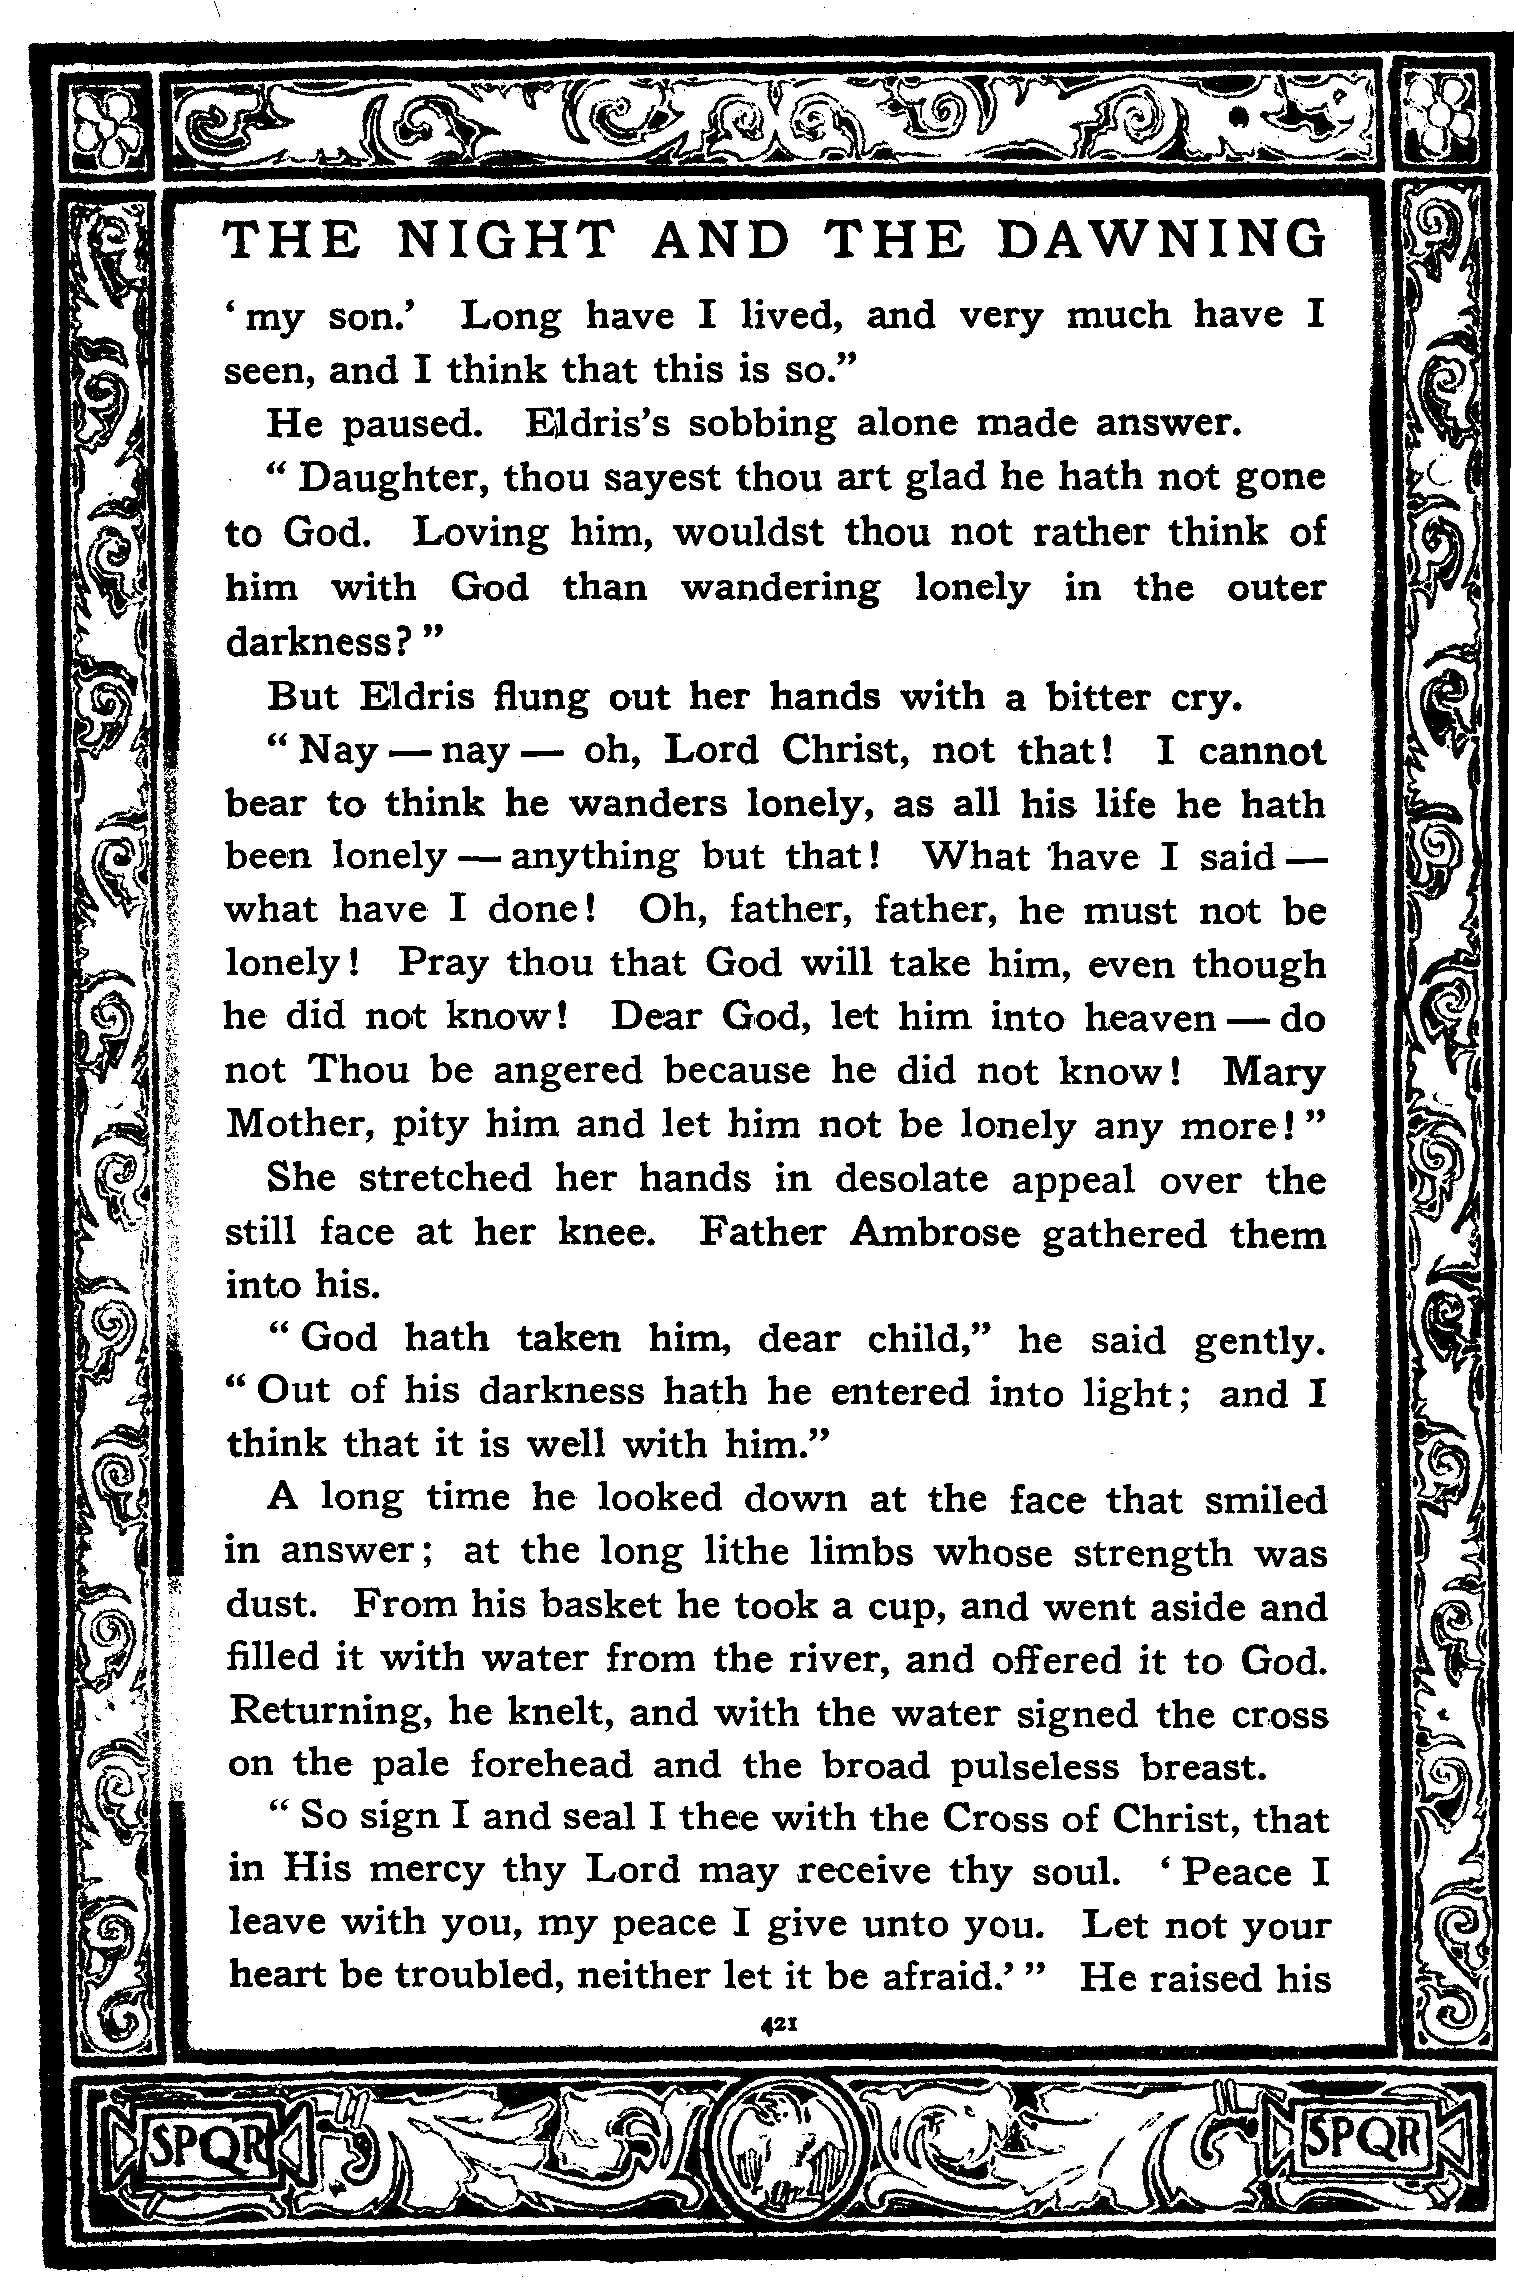 THE NIGHT AND THE DAWNING
‘my son.’ Long have I lived, and very much have I
seen, and I think that this is so.”
He paused. Eldris’s sobbing alone made answer.
“Daughter, thou sayest thou art glad he hath not gone
to God. Loving him, wouldst thou not rather think of
him with God than wandering lonely in the outer
darkness?”
But Eldris flung out her hands with a bitter cry.
“Nay — nay — oh, Lord Christ, not that! I cannot
bear to think he wanders lonely, as all his life he hath
been lonely — anything but that! What have I said —
what have I done! Oh, father, father, he must not be
lonely! Pray thou that God will take him, even though
he did not know! Dear God, let him into heaven — do
not Thou be angered because he did not know! Mary
Mother, pity him and let him not be lonely any more!”
She stretched her hands in desolate appeal over the
still face at her knee. Father Ambrose gathered them
into his.
“God hath taken him, dear child,” he said gently.
“Out of his darkness hath he entered into light; and I
think that it is well with him.”
A long time he looked down at the face that smiled
in answer; at the long lithe limbs whose strength was
dust. From his basket he took a cup, and went aside and
filled it with water from the river, and offered it to God.
Returning, he knelt, and with the water signed the cross
on the pale forehead and the broad pulseless breast.
“So sign I and seal I thee with the Cross of Christ, that
in His mercy thy Lord may receive thy soul. ‘Peace I
leave with you, my peace I give unto you. Let not your
heart be troubled, neither let it be afraid.’” He raised his
421
SPQR SPQR